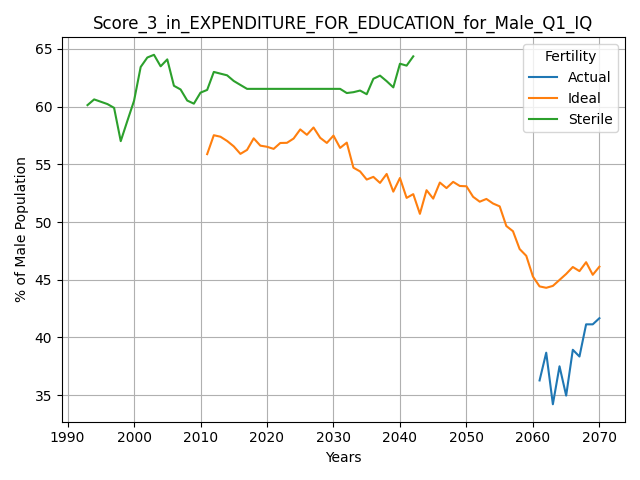 Score_3_in_EXPENDITURE_FOR_EDUCATION_for_Male_Q1_IQ
Fertility
Actual
Ideal
Sterile
% of Male Population
65
60
55
50
45
40
35
1990 2000 2010 2020 2030 2040 2050 2060 2070
Years